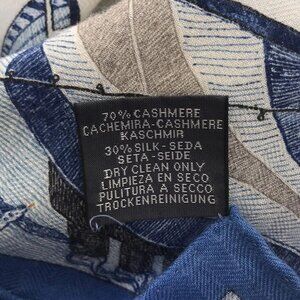 70% CASHMERE
CACHEMIRA-CASHMERE
KASCHMIR
30% SILK-SEDA
SETA-SEIDE
DRY CLEAN ONLY
LIMPIEZA EN SECO
PULITURA A SECCO
TROCKENREINIGUNG